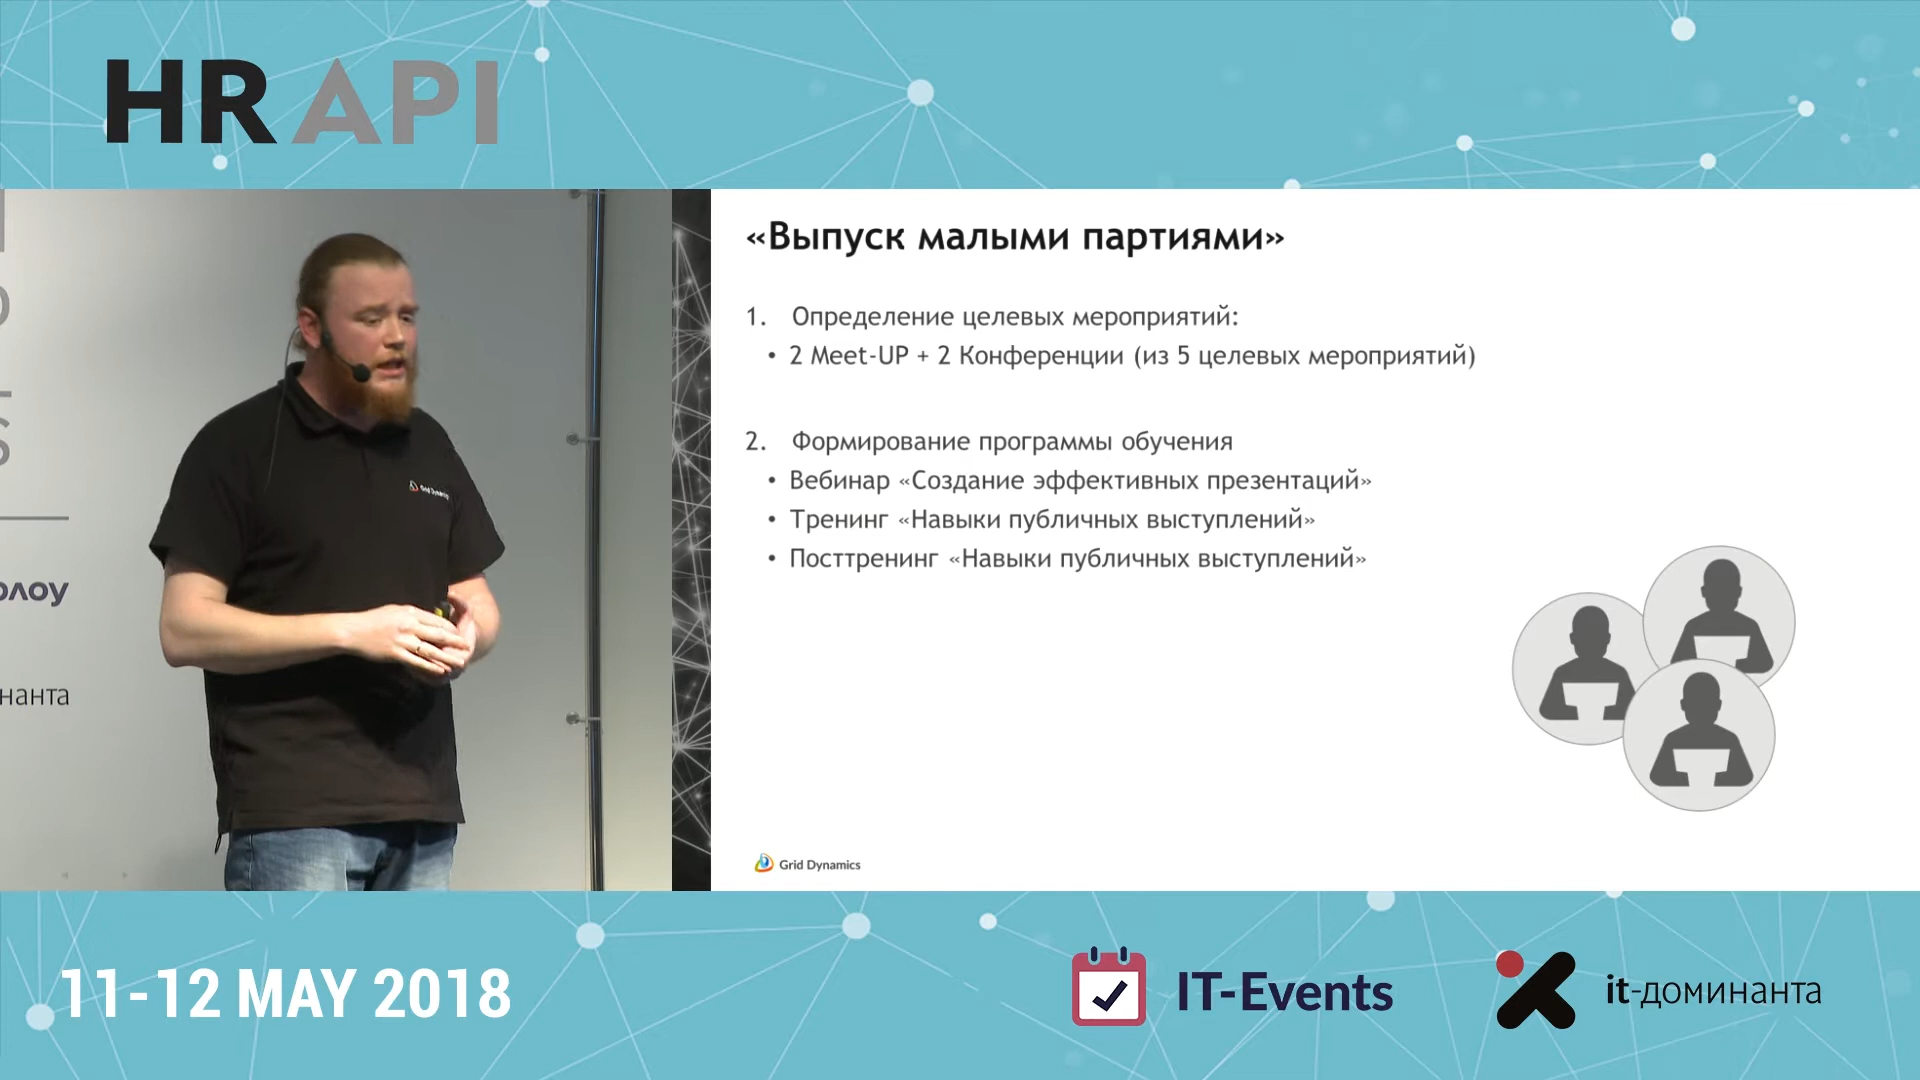 HR API
«Выпуск малыми партиями»
1. Определение целевых мероприятий:
• 2 Meet-UP + 2 Конференции (из 5 целевых мероприятий)
2. Формирование программы обучения
• Вебинар «Создание эффективных презентаций»
• Тренинг «Навыки публичных выступлений»
• Посттренинг «Навыки публичных выступлений»
Grid Dynamics
Grid Dynamics
11-12 MAY 2018
IT-Events
it-доминанта